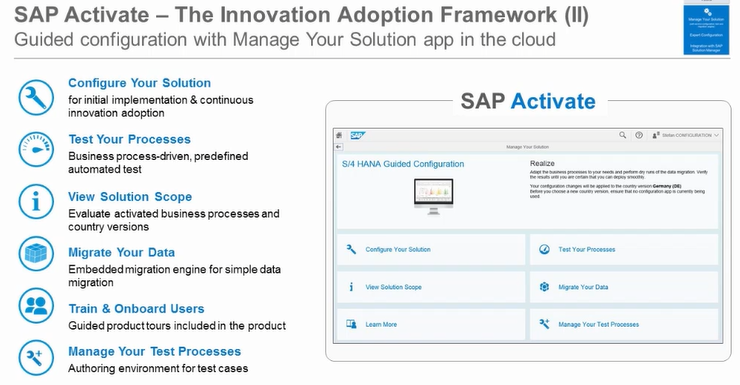 SAP Activate – The Innovation Adoption Framework (II)
Guided configuration with Manage Your Solution app in the cloud
Manage Your Solution
Expert Configuration
Integration with SAP
Solution Manager
Configure Your Solution
for initial implementation & continuous
innovation adoption
Test Your Processes
Business process-driven, predefined
automated test
View Solution Scope
Evaluate activated business processes and
country versions
Migrate Your Data
Embedded migration engine for simple data
migration
Train & Onboard Users
Guided product tours included in the product
Manage Your Test Processes
Authoring environment for test cases
SAP Activate
SAP
Stefan CONFIGURATION
Manage Your Solution
S/4 HANA Guided Configuration
Realize
Adapt the business processes to your needs and perform dry runs of the data migration. Verify
the results until you are certain that you can deploy smoothly.
Your configuration changes will be applied to the country version Germany (DE)
Before you choose a new country version, ensure that no configuration app is currently being
used.
Configure Your Solution
Test Your Processes
View Solution Scope
Migrate Your Data
Learn More
Manage Your Test Processes